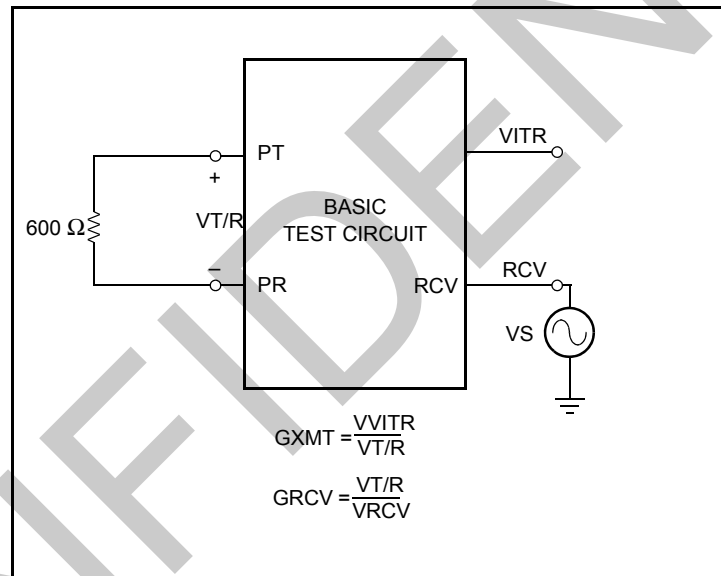 PT
VITR
+
600 Ω
VT/R
BASIC
TEST CIRCUIT
–
PR
RCV
RCV
VS
GXMT = VVITR
VT/R
GRCV = VT/R
VRCV